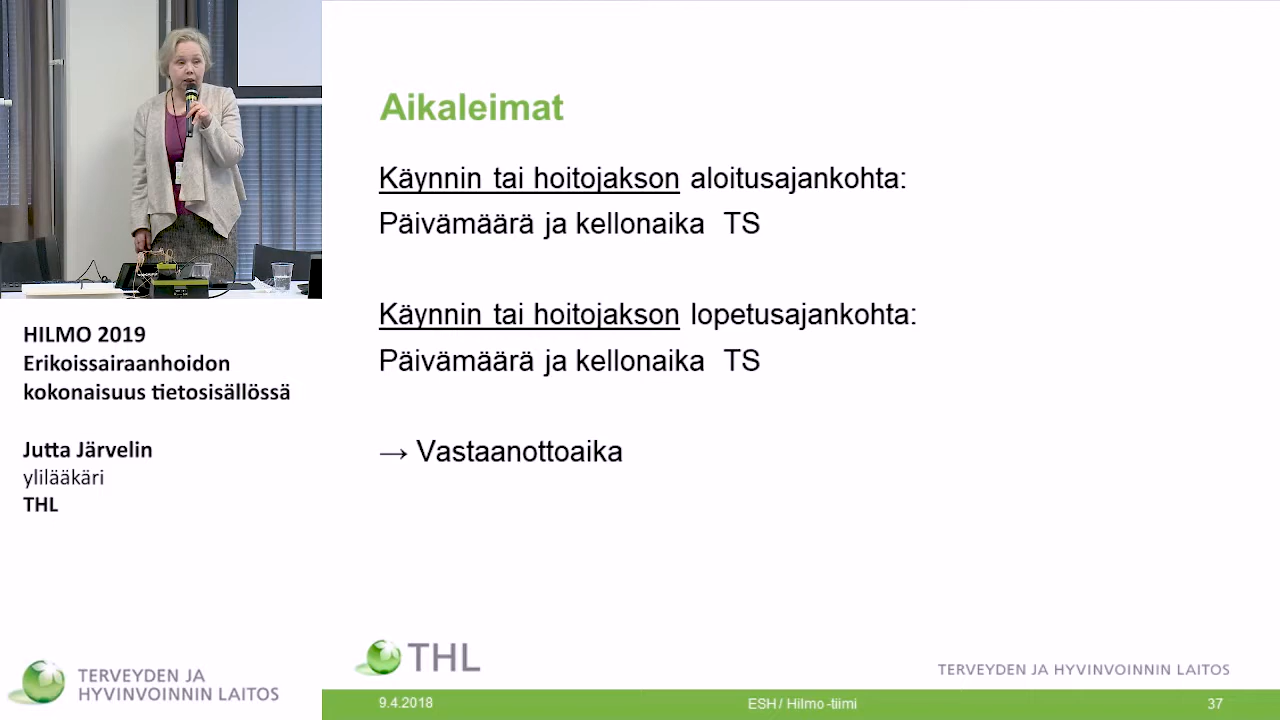 HILMO 2019
Erikoissairaanhoidon
kokonaisuus tietosisällössä
Jutta Järvelin
ylilääkäri
THL
TERVEYDEN JA
HYVINVOINNIN LAITOS
Aikaleimat
Käynnin tai hoitojakson aloitusajankohta:
Päivämäärä ja kellonaika TS
Käynnin tai hoitojakson lopetusajankohta:
Päivämäärä ja kellonaika TS
→ Vastaanottoaika
THL
TERVEYDEN JA HYVINVOINNIN LAITOS
9.4.2018
ESH / Hilmo -tiimi
37